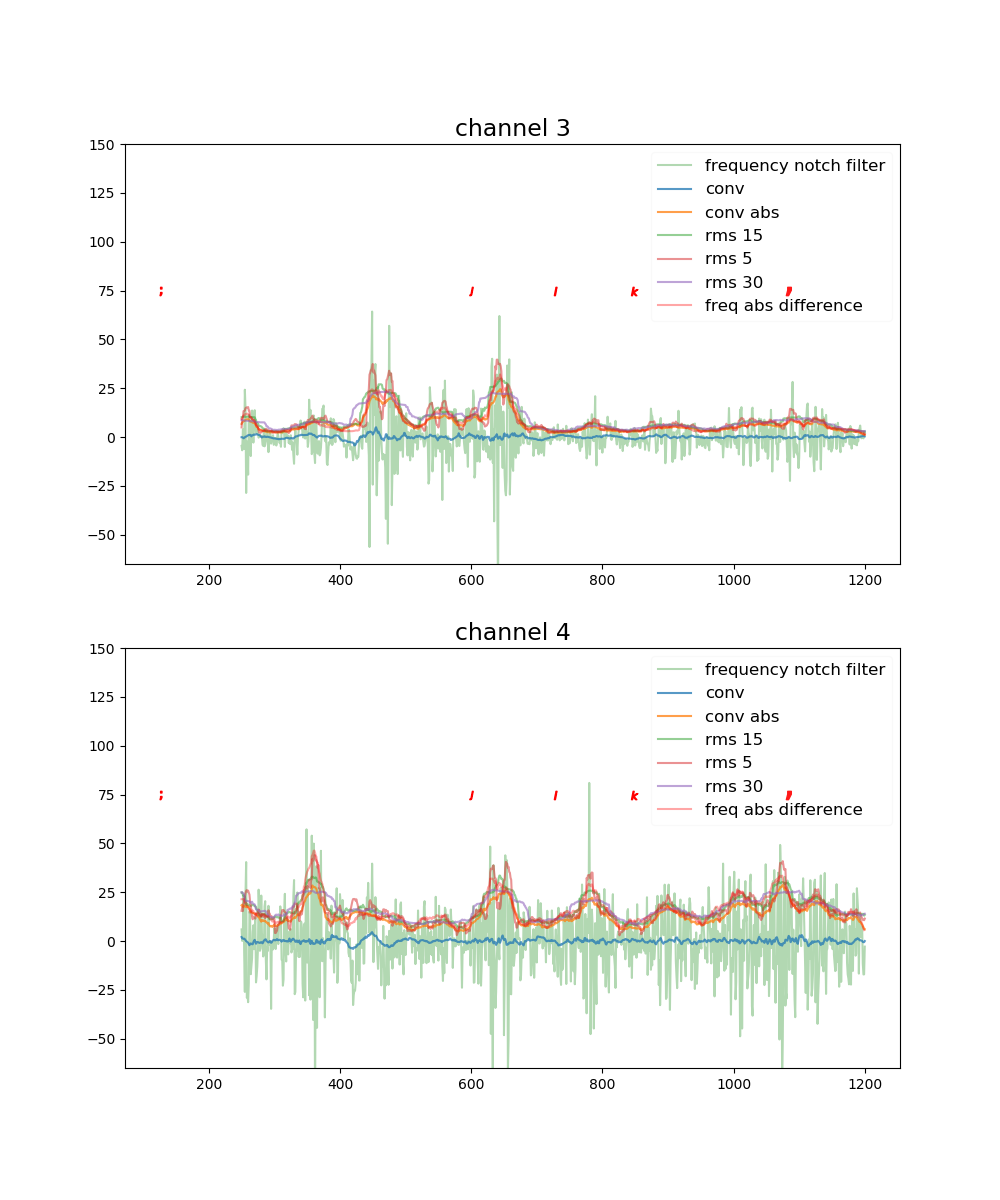 channel 3
150
125
100
75
50
25
0
−25
−50
frequency notch filter
conv
conv abs
rms 15
rms 5
rms 30
freq abs difference
; j l k
200 400 600 800 1000 1200
channel 4
150
125
100
75
50
25
0
−25
−50
frequency notch filter
conv
conv abs
rms 15
rms 5
rms 30
freq abs difference
; j l k
200 400 600 800 1000 1200